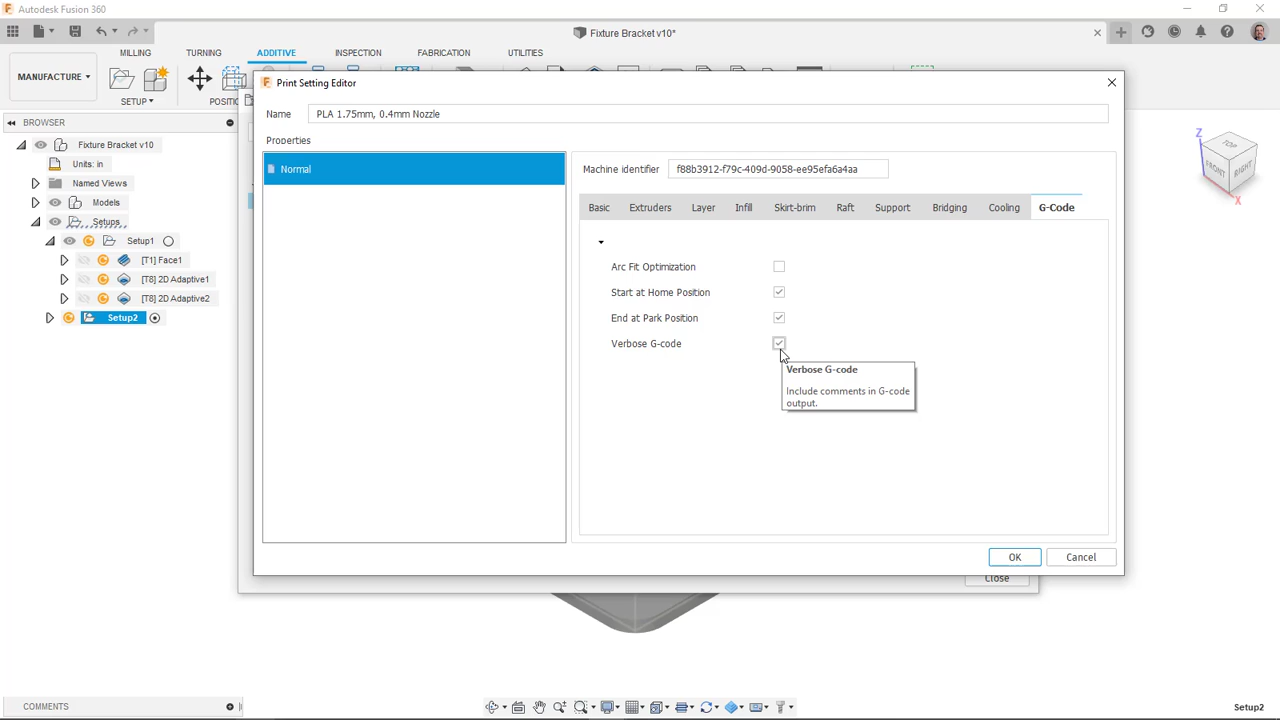 Autodesk Fusion 360
Fixture Bracket v10*
MILLING
TURNING
ADDITIVE
INSPECTION
FABRICATION
UTILITIES
MANUFACTURE
SETUP
POSITIO
Print Setting Editor
Name
PLA 1.75mm, 0.4mm Nozzle
Properties
Normal
Machine identifier
f88b3912-f79c-409d-9058-ee95efa6a4aa
Basic
Extruders
Layer
Infill
Skirt-brim
Raft
Support
Bridging
Cooling
G-Code
Arc Fit Optimization
Start at Home Position
End at Park Position
Verbose G-code
Verbose G-code
Include comments in G-code
output.
OK
Cancel
Close
BROWSER
Fixture Bracket v10
Units: in
Named Views
Models
Setups
Setup1
[T1] Face1
[T8] 2D Adaptive1
[T8] 2D Adaptive2
Setup2
Z
TOP
FRONT
RIGHT
X
COMMENTS
Setup2